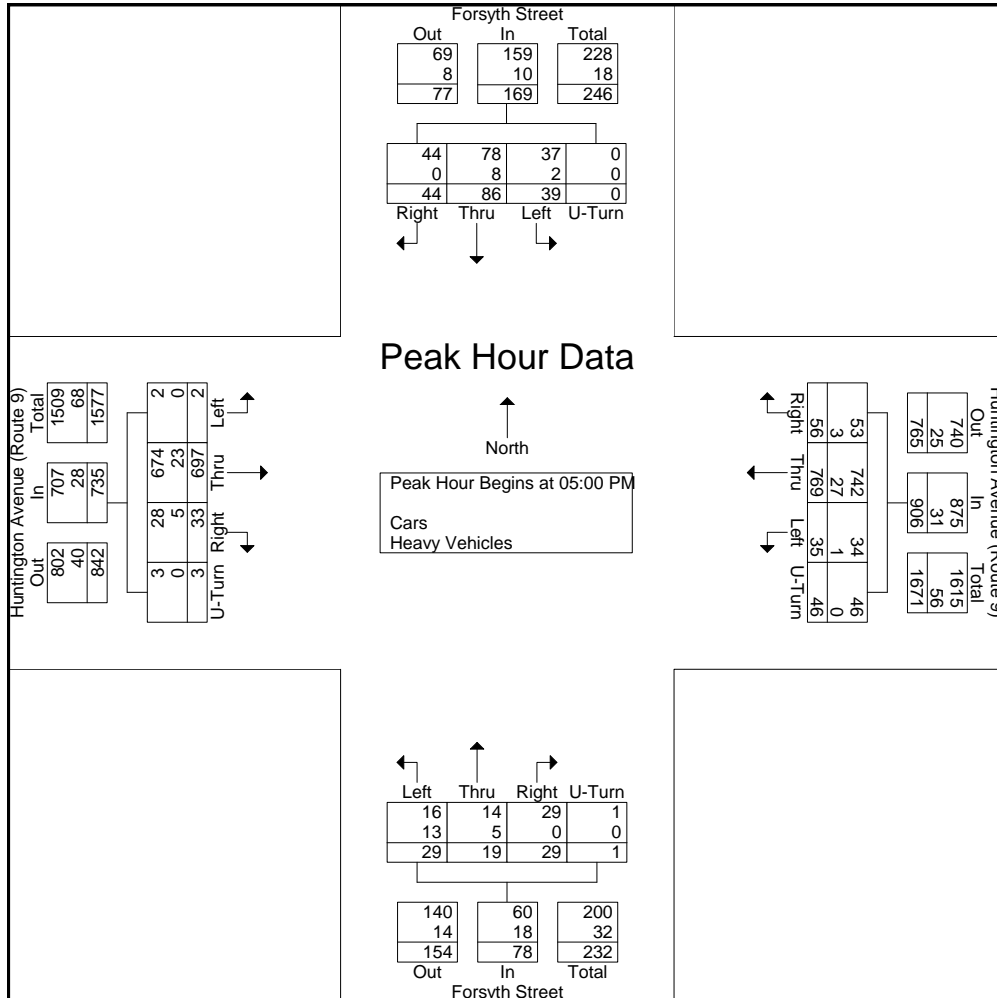 Forsyth Street
Out In Total
69 159 228
8 10 18
77 169 246
44 78 37 0
0 8 2 0
44 86 39 0
Right Thru Left U-Turn
Peak Hour Data
North
Peak Hour Begins at 05:00 PM
Cars
Heavy Vehicles
Huntington Avenue (Route 9)
Out In Total
802 707 1509
40 28 68
842 735 1577
U-Turn Right Thru Left
3 28 674 2
0 5 23 0
3 33 697 2
Huntington Avenue (Route 9)
Out In Total
740 875 1615
25 31 56
765 906 1671
53 742 34 46
3 27 1 0
56 769 35 46
Right Thru Left U-Turn
Left Thru Right U-Turn
16 14 29 1
13 5 0 0
29 19 29 1
140 60 200
14 18 32
154 78 232
Out In Total
Forsyth Street